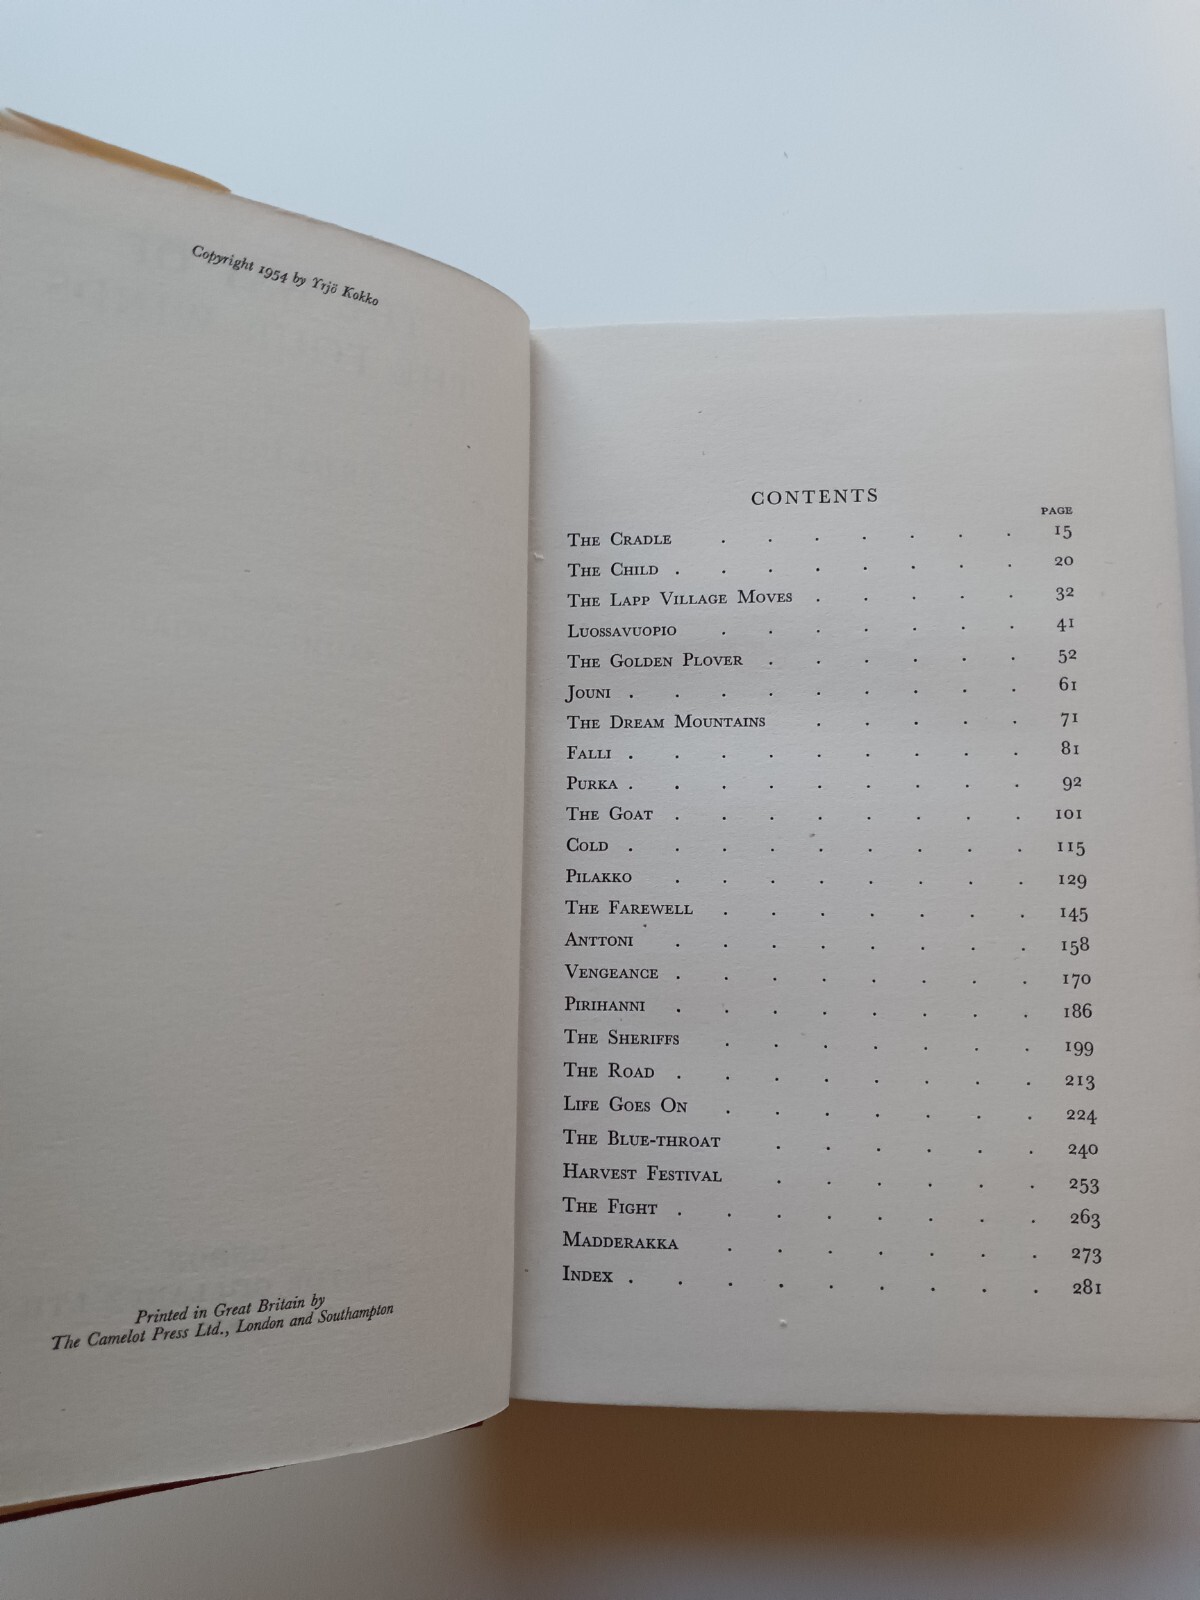 Copyright 1954 by Yrjö Kokko
Printed in Great Britain by
The Camelot Press Ltd., London and Southampton
CONTENTS
PAGE
The Cradle . . . . . . . 15
The Child . . . . . . . . 20
The Lapp Village Moves . . . . . 32
Luossavuopio . . . . . . . 41
The Golden Plover . . . . . . 52
Jouni . . . . . . . . . 61
The Dream Mountains . . . . . 71
Falli . . . . . . . . . 81
Purka . . . . . . . . . 92
The Goat . . . . . . . . 101
Cold . . . . . . . . . 115
Pilakko . . . . . . . . 129
The Farewell . . . . . . . 145
Anttoni . . . . . . . . 158
Vengeance . . . . . . . . 170
Pirihanni . . . . . . . . 186
The Sheriffs . . . . . . . 199
The Road . . . . . . . . 213
Life Goes On . . . . . . . 224
The Blue-throat . . . . . . 240
Harvest Festival . . . . . . 253
The Fight . . . . . . . . 263
Madderakka . . . . . . . 273
Index . . . . . . . . . 281